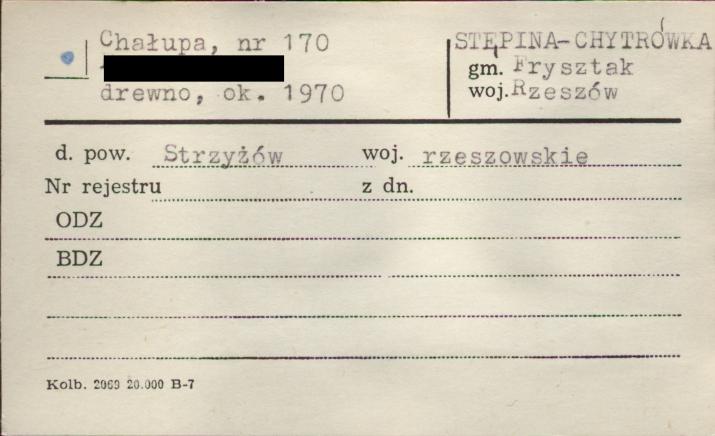 Chałupa, nr 170
drewno, ok. 1970
STĘPINA-CHYTRÓWKA
gm. Frysztak
woj. Rzeszów
d. pow. Strzyżów woj. rzeszowskie
Nr rejestru z dn.
ODZ
BDZ
Kolb. 2069 20.000 B-7